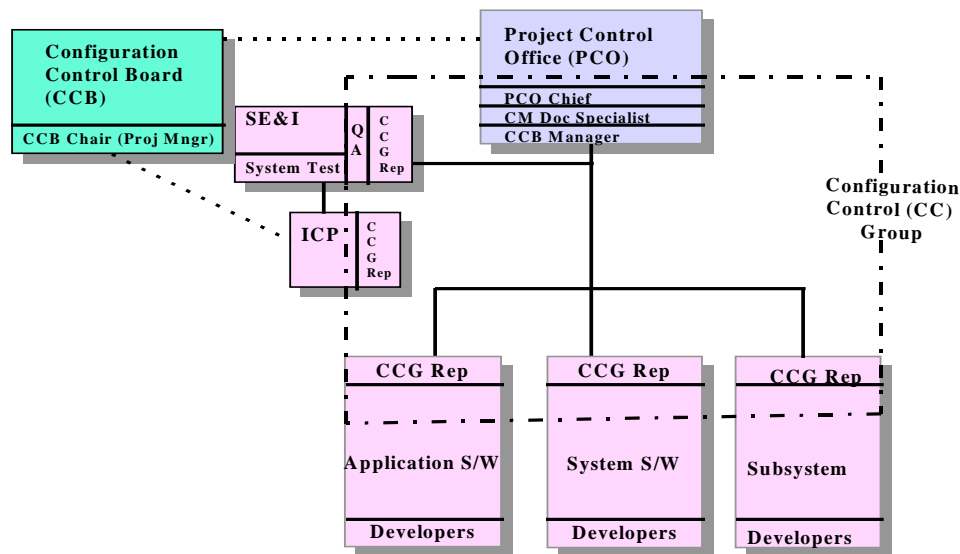 Configuration
Control Board
(CCB)
CCB Chair (Proj Mngr)
Project Control
Office (PCO)
PCO Chief
CM Doc Specialist
CCB Manager
SE&I
System Test
Q
A
C
C
G
Rep
ICP
C
C
G
Rep
Configuration
Control (CC)
Group
CCG Rep
Application S/W
Developers
CCG Rep
System S/W
Developers
CCG Rep
Subsystem
Developers